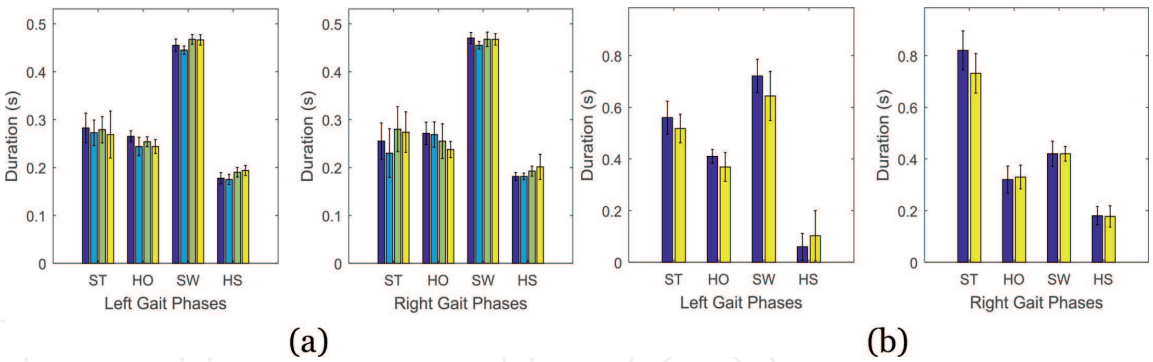 0.5
0.4
0.3
0.2
0.1
0
Duration (s)
ST HO SW HS
Left Gait Phases
0.5
0.4
0.3
0.2
0.1
0
Duration (s)
ST HO SW HS
Right Gait Phases
(a)
0.8
0.6
0.4
0.2
0
Duration (s)
ST HO SW HS
Left Gait Phases
0.8
0.6
0.4
0.2
0
Duration (s)
ST HO SW HS
Right Gait Phases
(b)